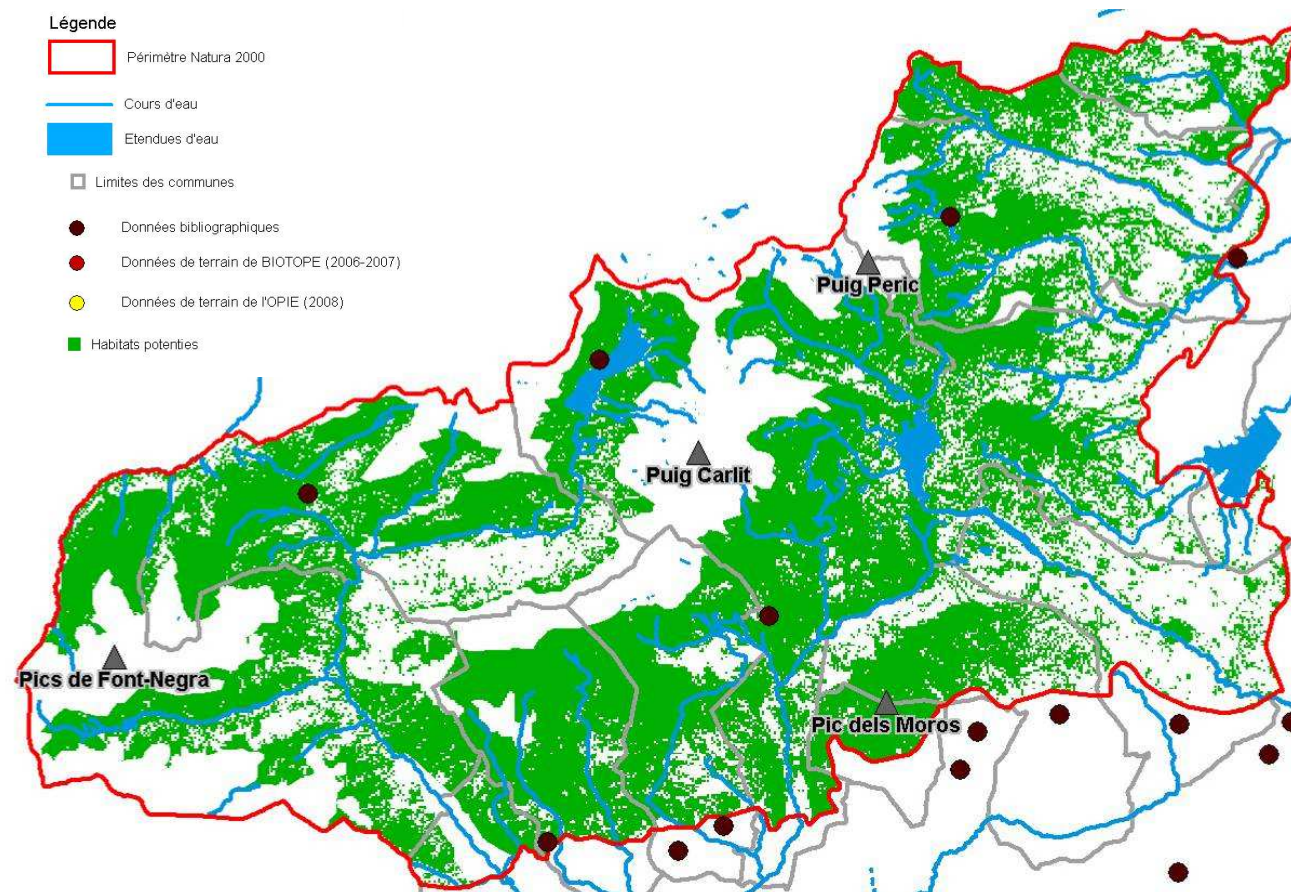 Légende
Périmètre Natura 2000
Cours d'eau
Etendues d'eau
Limites des communes
Données bibliographiques
Données de terrain de BIOTOPE (2006-2007)
Données de terrain de l'OPIE (2008)
Habitats potenties
Puig Peric
Puig Carlit
Pics de Font-Negra
Pic dels Moros